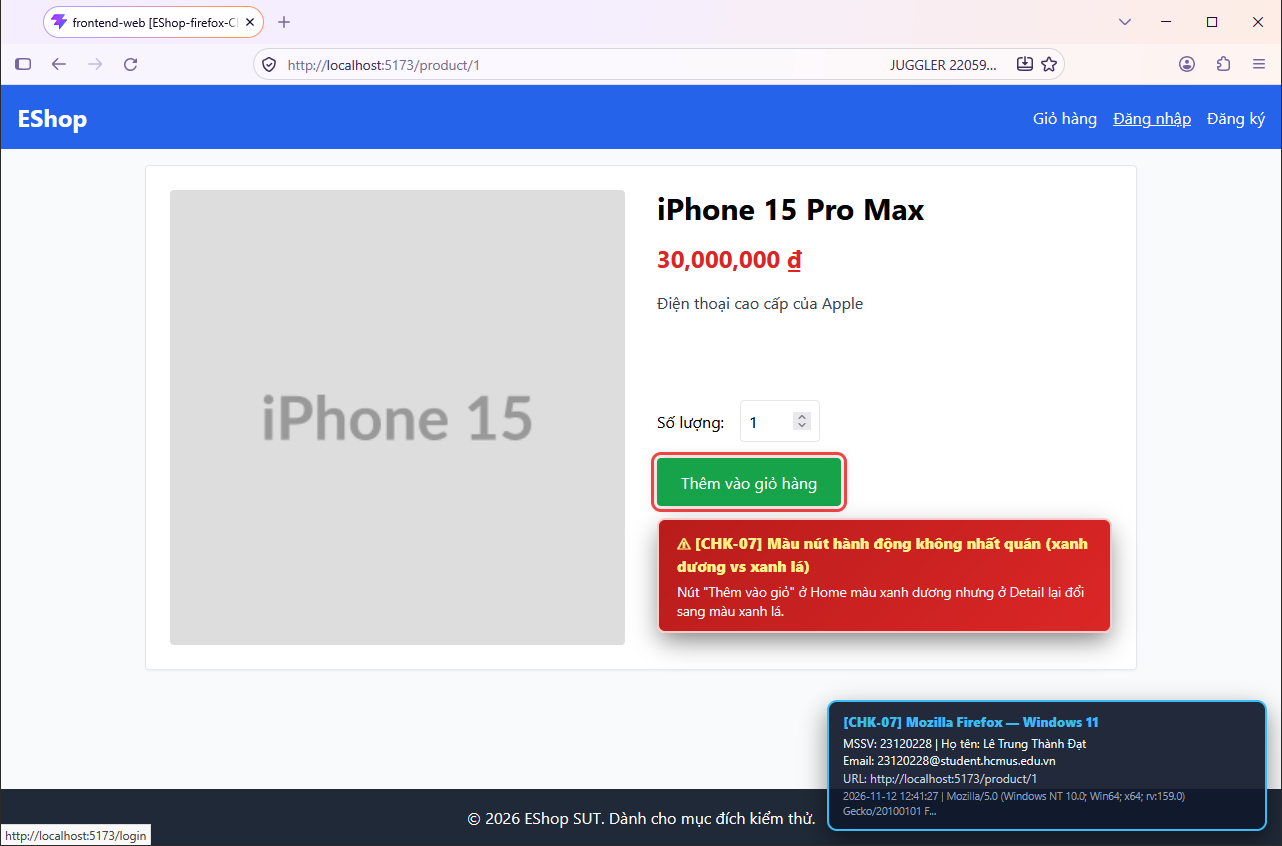 frontend-web [EShop-firefox-Cl
http://localhost:5173/product/1
JUGGLER 22059...
EShop
Giỏ hàng
Đăng nhập
Đăng ký
iPhone 15
iPhone 15 Pro Max
30,000,000 ₫
Điện thoại cao cấp của Apple
Số lượng:
1
Thêm vào giỏ hàng
⚠ [CHK-07] Màu nút hành động không nhất quán (xanh
dương vs xanh lá)
Nút "Thêm vào giỏ" ở Home màu xanh dương nhưng ở Detail lại đổi
sang màu xanh lá.
[CHK-07] Mozilla Firefox — Windows 11
MSSV: 23120228 | Họ tên: Lê Trung Thành Đạt
Email: 23120228@student.hcmus.edu.vn
URL: http://localhost:5173/product/1
2026-11-12 12:41:27 | Mozilla/5.0 (Windows NT 10.0; Win64; x64; rv:159.0)
Gecko/20100101 F...
© 2026 EShop SUT. Dành cho mục đích kiểm thử.
http://localhost:5173/login